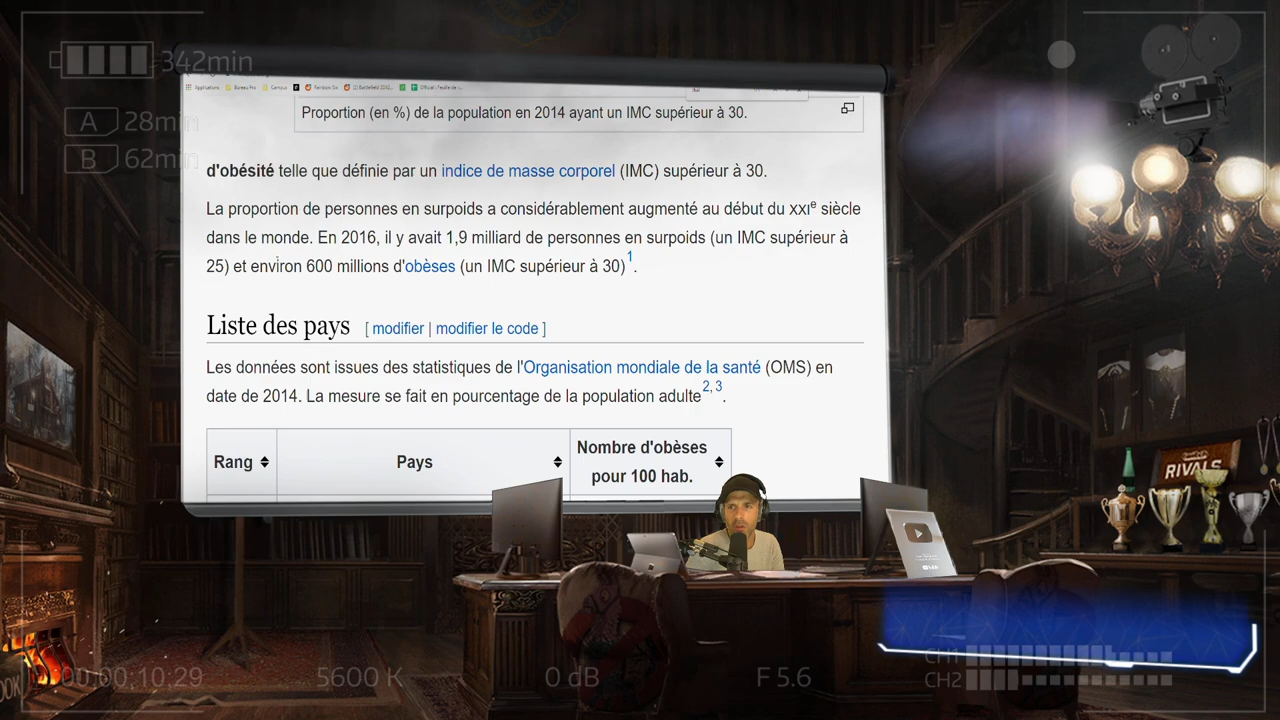 342min
A 28min
B 62min
Applications Bureau Pro Campus
Proportion (en %) de la population en 2014 ayant un IMC supérieur à 30.
d'obésité telle que définie par un indice de masse corporel (IMC) supérieur à 30.
La proportion de personnes en surpoids a considérablement augmenté au début du XXIe siècle
dans le monde. En 2016, il y avait 1,9 milliard de personnes en surpoids (un IMC supérieur à
25) et environ 600 millions d'obèses (un IMC supérieur à 30)1.
Liste des pays [ modifier | modifier le code ]
Les données sont issues des statistiques de l'Organisation mondiale de la santé (OMS) en
date de 2014. La mesure se fait en pourcentage de la population adulte2, 3.
Rang Pays Nombre d'obèses
pour 100 hab.
RIVALS
00:00:10:29 5600 K 0 dB F 5.6
CH1
CH2